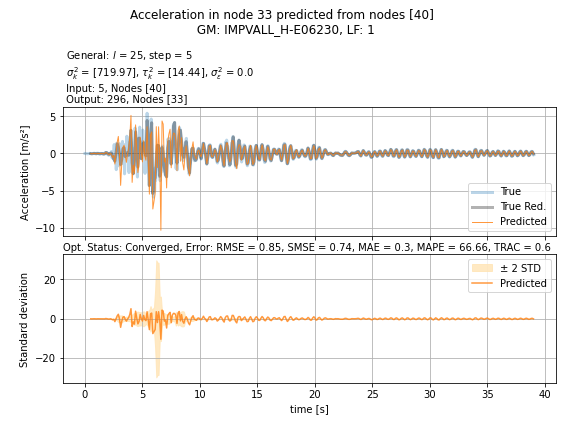 Acceleration in node 33 predicted from nodes [40]
GM: IMPVALL_H-E06230, LF: 1
General: l = 25, step = 5
σ²ₖ = [719.97], τ²ₖ = [14.44], σ²ε = 0.0
Input: 5, Nodes [40]
Output: 296, Nodes [33]
5
0
−5
−10
Acceleration [m/s²]
True
True Red.
Predicted
Opt. Status: Converged, Error: RMSE = 0.85, SMSE = 0.74, MAE = 0.3, MAPE = 66.66, TRAC = 0.6
20
0
−20
Standard deviation
± 2 STD
Predicted
0 5 10 15 20 25 30 35 40
time [s]